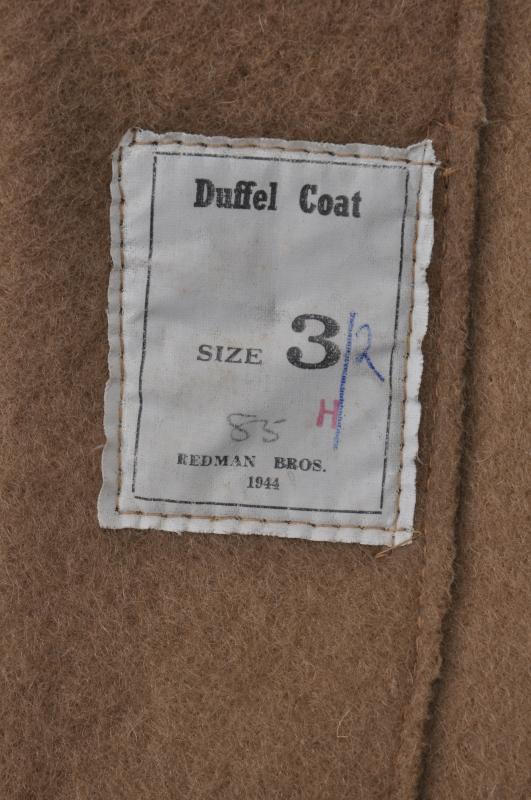 Duffel Coat
SIZE 3/2
H
85
REDMAN BROS.
1944